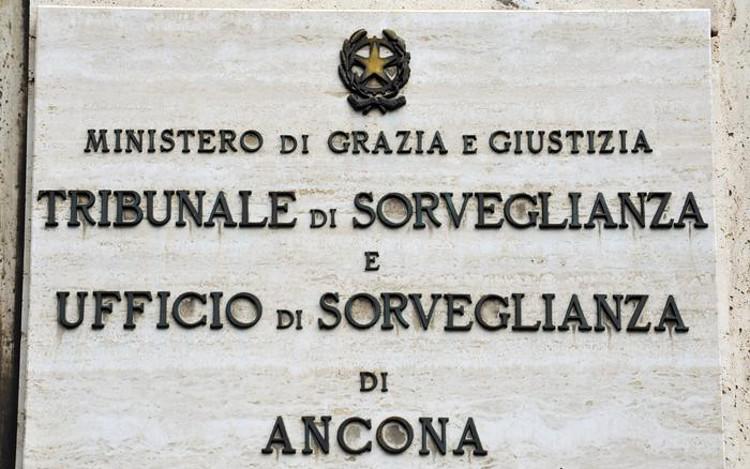 MINISTERO DI GRAZIA E GIUSTIZIA
TRIBUNALE DI SORVEGLIANZA
E
UFFICIO DI SORVEGLIANZA
DI
ANCONA